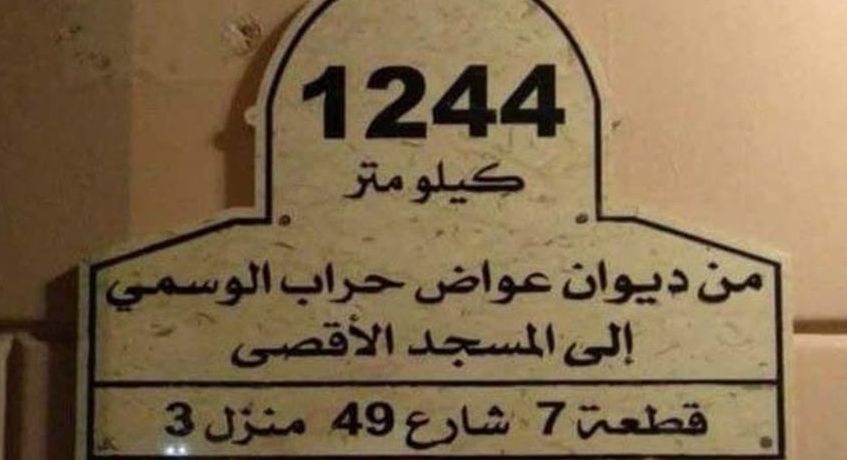 1244
كيلو متر
من ديوان عواض حراب الوسمي
إلى المسجد الأقصى
قطعة 7 شارع 49 منزل 3